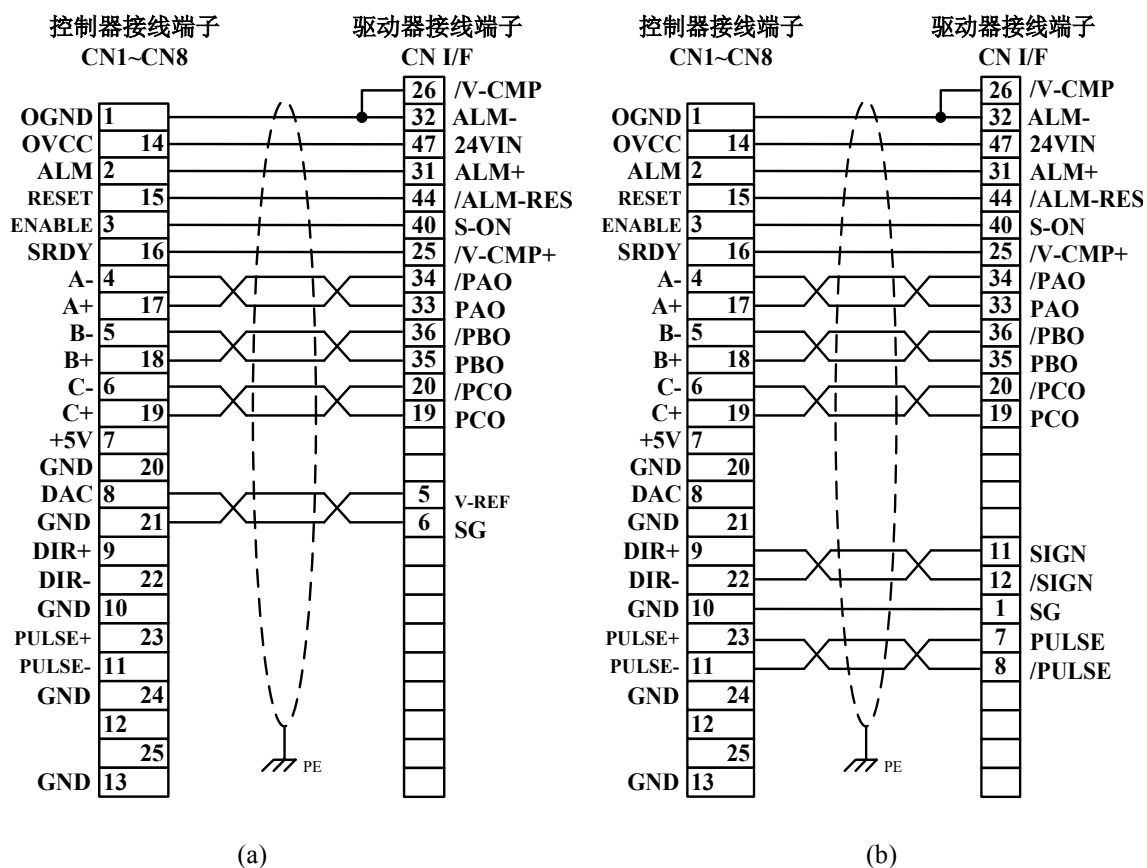 控制器接线端子 驱动器接线端子
CN1~CN8 CN I/F
26 /V-CMP
OGND 1 32 ALM-
OVCC 14 47 24VIN
ALM 2 31 ALM+
RESET 15 44 /ALM-RES
ENABLE 3 40 S-ON
SRDY 16 25 /V-CMP+
A- 4 34 /PAO
A+ 17 33 PAO
B- 5 36 /PBO
B+ 18 35 PBO
C- 6 20 /PCO
C+ 19 19 PCO
+5V 7
GND 20
DAC 8 5 V-REF
GND 21 6 SG
DIR+ 9
DIR- 22
GND 10
PULSE+ 23
PULSE- 11
GND 24
12
25
GND 13
PE
(a)
控制器接线端子 驱动器接线端子
CN1~CN8 CN I/F
26 /V-CMP
OGND 1 32 ALM-
OVCC 14 47 24VIN
ALM 2 31 ALM+
RESET 15 44 /ALM-RES
ENABLE 3 40 S-ON
SRDY 16 25 /V-CMP+
A- 4 34 /PAO
A+ 17 33 PAO
B- 5 36 /PBO
B+ 18 35 PBO
C- 6 20 /PCO
C+ 19 19 PCO
+5V 7
GND 20
DAC 8
GND 21
DIR+ 9 11 SIGN
DIR- 22 12 /SIGN
GND 10 1 SG
PULSE+ 23 7 PULSE
PULSE- 11 8 /PULSE
GND 24
12
25
GND 13
PE
(b)